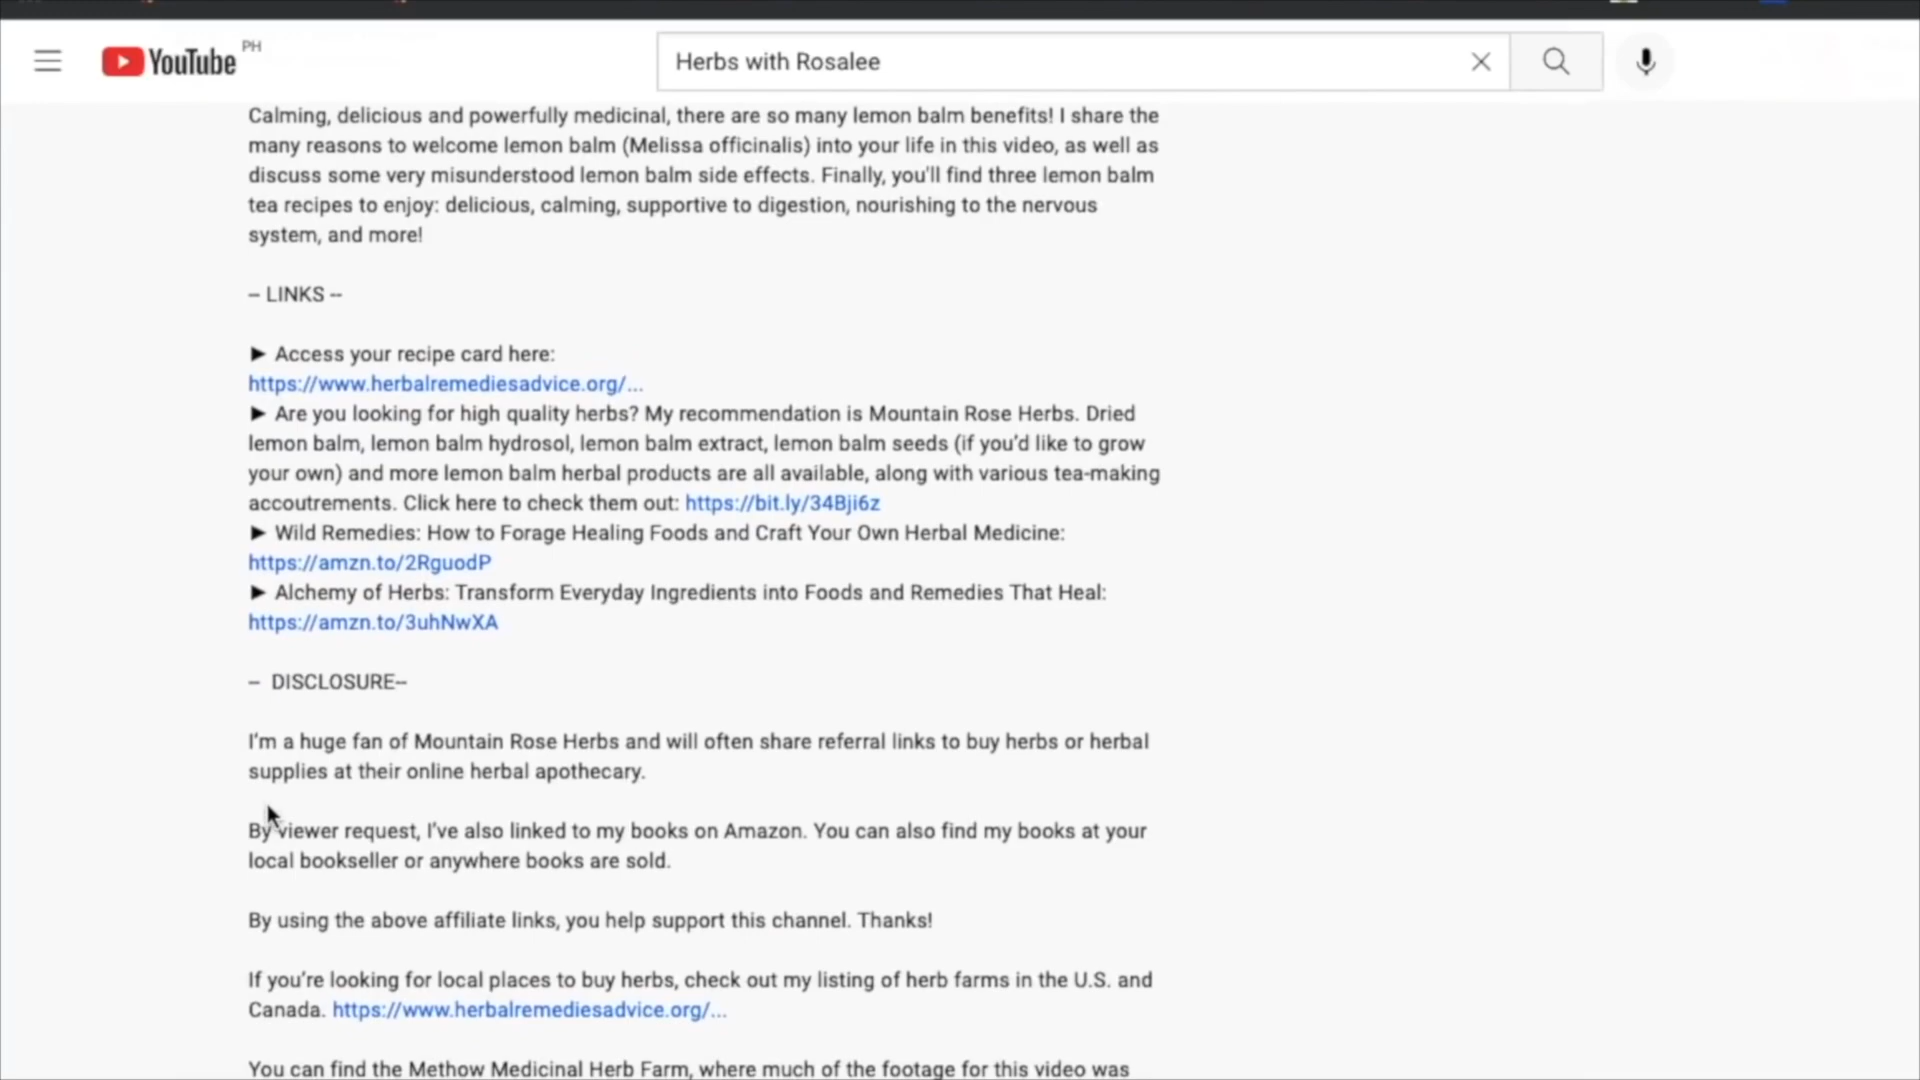 YouTube PH
Herbs with Rosalee
Calming, delicious and powerfully medicinal, there are so many lemon balm benefits! I share the
many reasons to welcome lemon balm (Melissa officinalis) into your life in this video, as well as
discuss some very misunderstood lemon balm side effects. Finally, you'll find three lemon balm
tea recipes to enjoy: delicious, calming, supportive to digestion, nourishing to the nervous
system, and more!
-- LINKS --
► Access your recipe card here:
https://www.herbalremediesadvice.org/...
► Are you looking for high quality herbs? My recommendation is Mountain Rose Herbs. Dried
lemon balm, lemon balm hydrosol, lemon balm extract, lemon balm seeds (if you'd like to grow
your own) and more lemon balm herbal products are all available, along with various tea-making
accoutrements. Click here to check them out: https://bit.ly/34Bji6z
► Wild Remedies: How to Forage Healing Foods and Craft Your Own Herbal Medicine:
https://amzn.to/2RguodP
► Alchemy of Herbs: Transform Everyday Ingredients into Foods and Remedies That Heal:
https://amzn.to/3uhNwXA
-- DISCLOSURE--
I'm a huge fan of Mountain Rose Herbs and will often share referral links to buy herbs or herbal
supplies at their online herbal apothecary.
By viewer request, I've also linked to my books on Amazon. You can also find my books at your
local bookseller or anywhere books are sold.
By using the above affiliate links, you help support this channel. Thanks!
If you're looking for local places to buy herbs, check out my listing of herb farms in the U.S. and
Canada. https://www.herbalremediesadvice.org/...
You can find the Methow Medicinal Herb Farm, where much of the footage for this video was